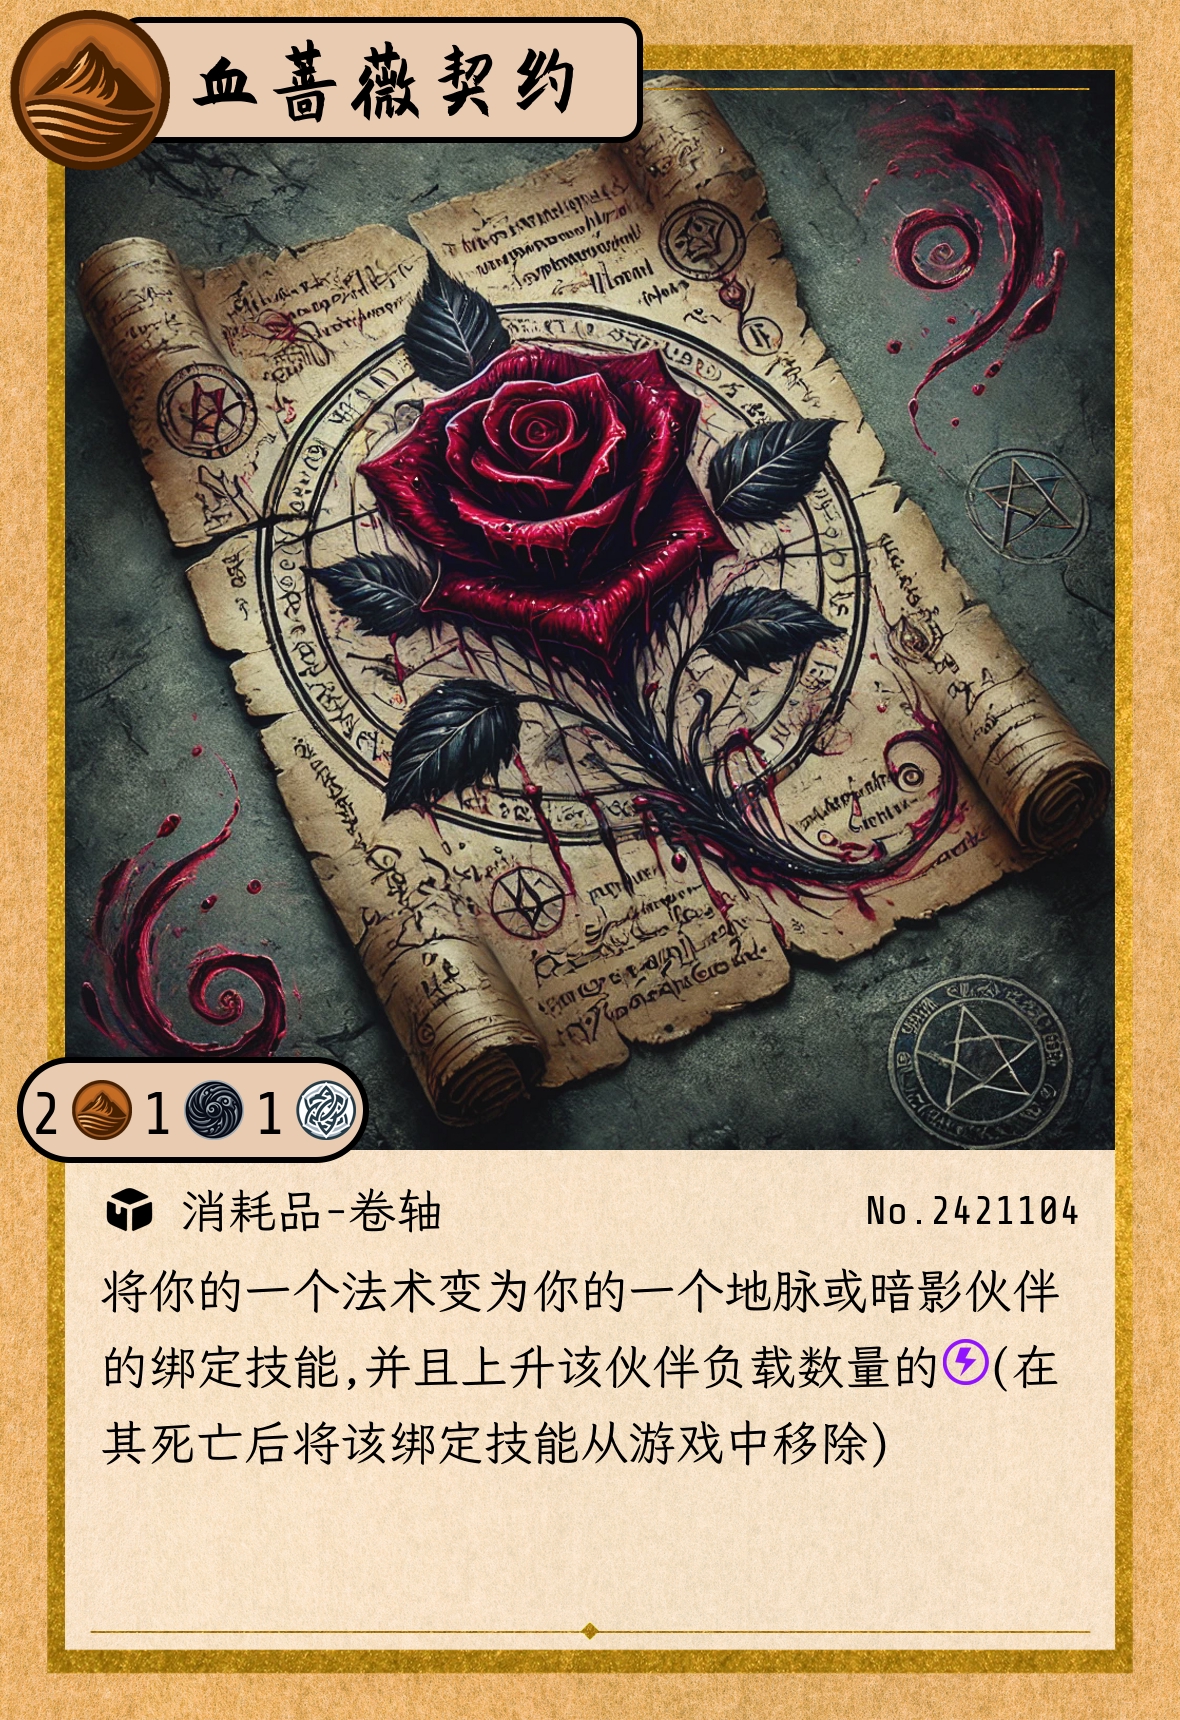 血蔷薇契约
2 1 1
消耗品-卷轴 No.2421104
将你的一个法术变为你的一个地脉或暗影伙伴
的绑定技能,并且上升该伙伴负载数量的(在
其死亡后将该绑定技能从游戏中移除)